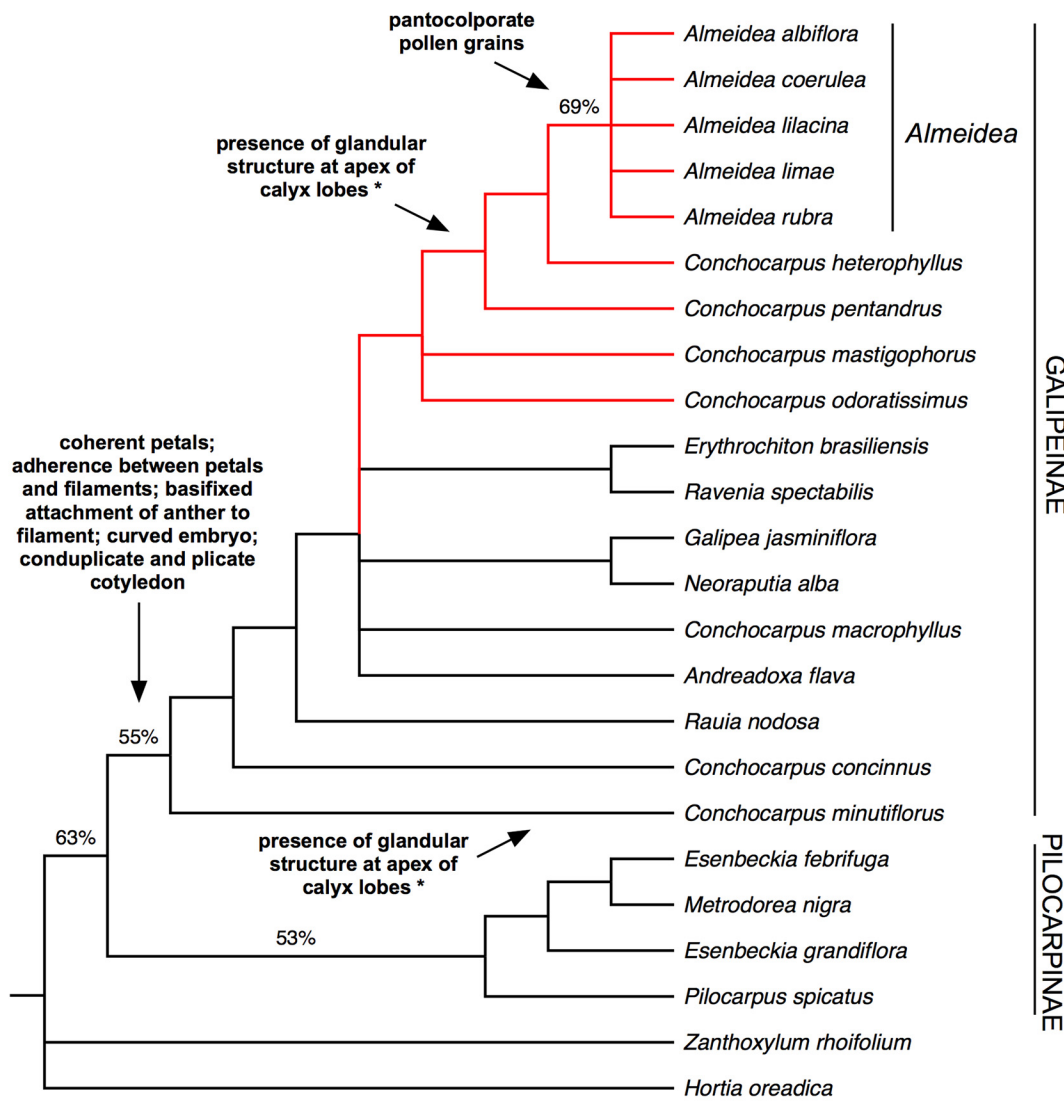 pantocolporate
pollen grains
69%
presence of glandular
structure at apex of
calyx lobes *
Almeidea albiflora
Almeidea coerulea
Almeidea lilacina
Almeidea limae
Almeidea rubra
Almeidea
Conchocarpus heterophyllus
Conchocarpus pentandrus
Conchocarpus mastigophorus
Conchocarpus odoratissimus
Erythrochiton brasiliensis
Ravenia spectabilis
Galipea jasminiflora
Neoraputia alba
Conchocarpus macrophyllus
Andreadoxa flava
Rauia nodosa
Conchocarpus concinnus
Conchocarpus minutiflorus
GALIPEINAE
coherent petals;
adherence between petals
and filaments; basifixed
attachment of anther to
filament; curved embryo;
conduplicate and plicate
cotyledon
55%
63%
presence of glandular
structure at apex of
calyx lobes *
53%
Esenbeckia febrifuga
Metrodorea nigra
Esenbeckia grandiflora
Pilocarpus spicatus
PILOCARPINAE
Zanthoxylum rhoifolium
Hortia oreadica